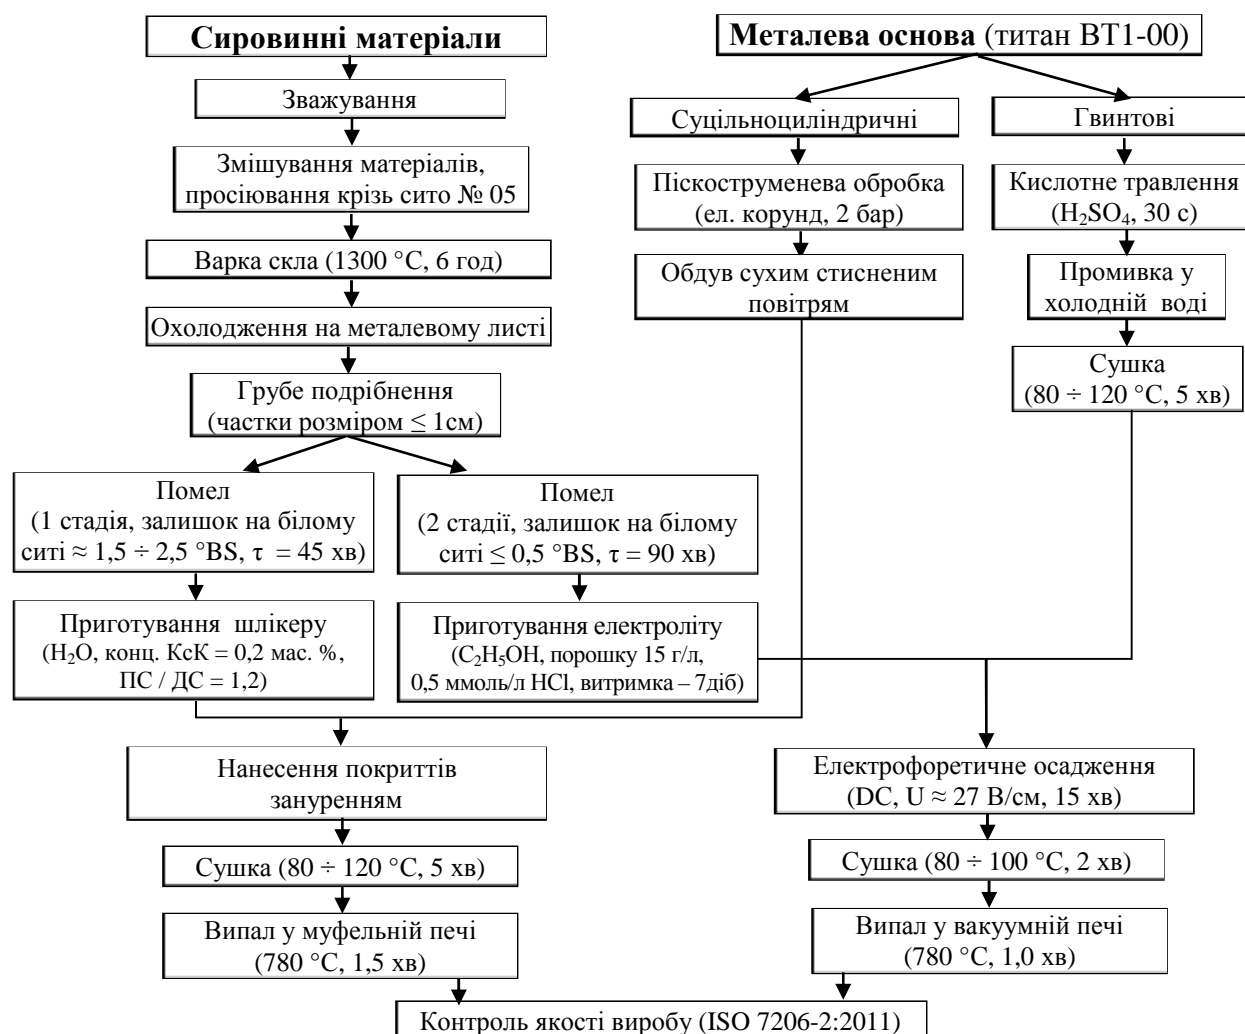 Сировинні матеріали
Зважування
Змішування матеріалів,
просіювання крізь сито № 05
Варка скла (1300 °С, 6 год)
Охолодження на металевому листі
Грубе подрібнення
(частки розміром ≤ 1см)
Помел
(1 стадія, залишок на білому
ситі ≈ 1,5 ÷ 2,5 °BS, τ = 45 хв)
Помел
(2 стадії, залишок на білому
ситі ≤ 0,5 °BS, τ = 90 хв)
Приготування шлікеру
(H₂O, конц. КсК = 0,2 мас. %,
ПС / ДС = 1,2)
Приготування електроліту
(C₂H₅OH, порошку 15 г/л,
0,5 ммоль/л HCl, витримка – 7діб)
Металева основа (титан ВТ1-00)
Суцільноциліндричні
Піскоструменева обробка
(ел. корунд, 2 бар)
Обдув сухим стисненим
повітрям
Гвинтові
Кислотне травлення
(H₂SO₄, 30 с)
Промивка у
холодній воді
Сушка
(80 ÷ 120 °С, 5 хв)
Нанесення покриттів
зануренням
Сушка (80 ÷ 120 °С, 5 хв)
Випал у муфельній печі
(780 °С, 1,5 хв)
Електрофоретичне осадження
(DC, U ≈ 27 В/см, 15 хв)
Сушка (80 ÷ 100 °С, 2 хв)
Випал у вакуумній печі
(780 °С, 1,0 хв)
Контроль якості виробу (ISO 7206-2:2011)